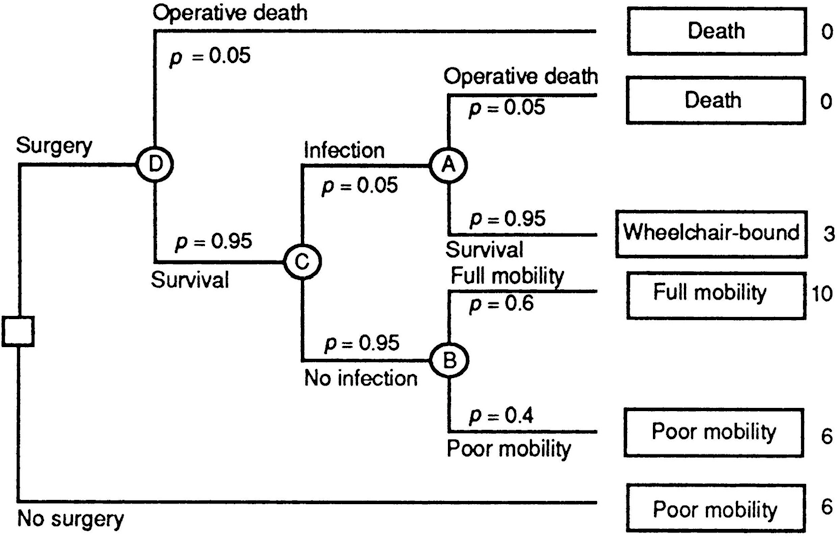 Operative death
p = 0.05
Death 0
Operative death
p = 0.05
Death 0
Surgery
D
Infection
p = 0.05
A
p = 0.95
Survival
Wheelchair-bound 3
p = 0.95
Survival
C
Full mobility
p = 0.6
Full mobility 10
p = 0.95
No infection
B
p = 0.4
Poor mobility
Poor mobility 6
No surgery
Poor mobility 6